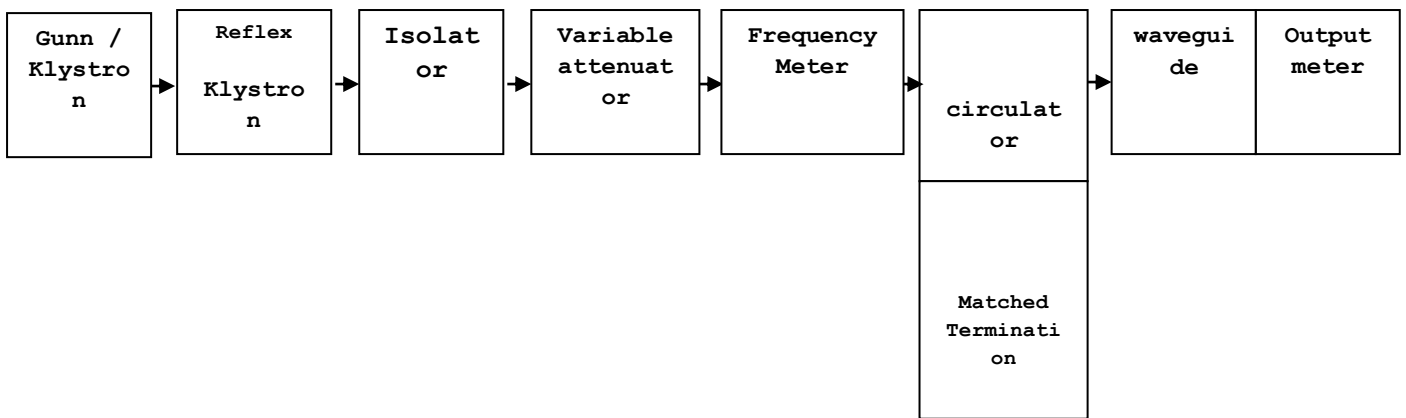 Gunn /
Klystro
n
Reflex
Klystro
n
Isolat
or
Variable
attenuat
or
Frequency
Meter
circulat
or
Matched
Terminati
on
wavegui
de
Output
meter